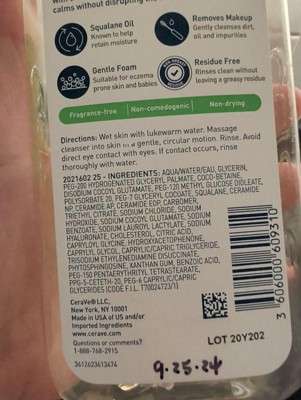 calms without disrupting the
Squalane Oil
Known to help
retain moisture
Removes Makeup
Gently cleanses dirt,
oil and impurities
Gentle Foam
Suitable for eczema
prone skin and babies
Residue Free
Rinses clean without
leaving a greasy residue
Fragrance-free | Non-comedogenic | Non-drying
Directions: Wet skin with lukewarm water. Massage
cleanser into skin in a gentle, circular motion. Rinse. Avoid
direct eye contact with eyes. If contact occurs, rinse
thoroughly with water.
2021602 25 - INGREDIENTS: AQUA/WATER/EAU, GLYCERIN,
PEG-200 HYDROGENATED GLYCERYL PALMATE, COCO-BETAINE,
DISODIUM COCOYL GLUTAMATE, PEG-120 METHYL GLUCOSE DIOLEATE,
POLYSORBATE 20, PEG-7 GLYCERYL COCOATE, SQUALANE, CERAMIDE
NP, CERAMIDE AP, CERAMIDE EOP, CARBOMER,
TRIETHYL CITRATE, SODIUM CHLORIDE, SODIUM
HYDROXIDE, SODIUM COCOYL GLUTAMATE, SODIUM
BENZOATE, SODIUM LAUROYL LACTYLATE, SODIUM
HYALURONATE, CHOLESTEROL, CITRIC ACID,
CAPRYLOYL GLYCINE, HYDROXYACETOPHENONE,
CAPRYLYL GLYCOL, CAPRYLIC/CAPRIC TRIGLYCERIDE,
TRISODIUM ETHYLENEDIAMINE DISUCCINATE,
PHYTOSPHINGOSINE, XANTHAN GUM, BENZOIC ACID,
PEG-150 PENTAERYTHRITYL TETRASTEARATE,
PPG-5-CETETH-20, PEG-6 CAPRYLIC/CAPRIC
GLYCERIDES (CODE F.I.L. T70024723/1)
CeraVe® LLC,
New York, NY 10001
Made in USA of US and/or
Imported Ingredients
www.cerave.com
Questions or comments?
1-888-768-2915
3612623613474
3 606000 609310
LOT 20Y202
9.25.24